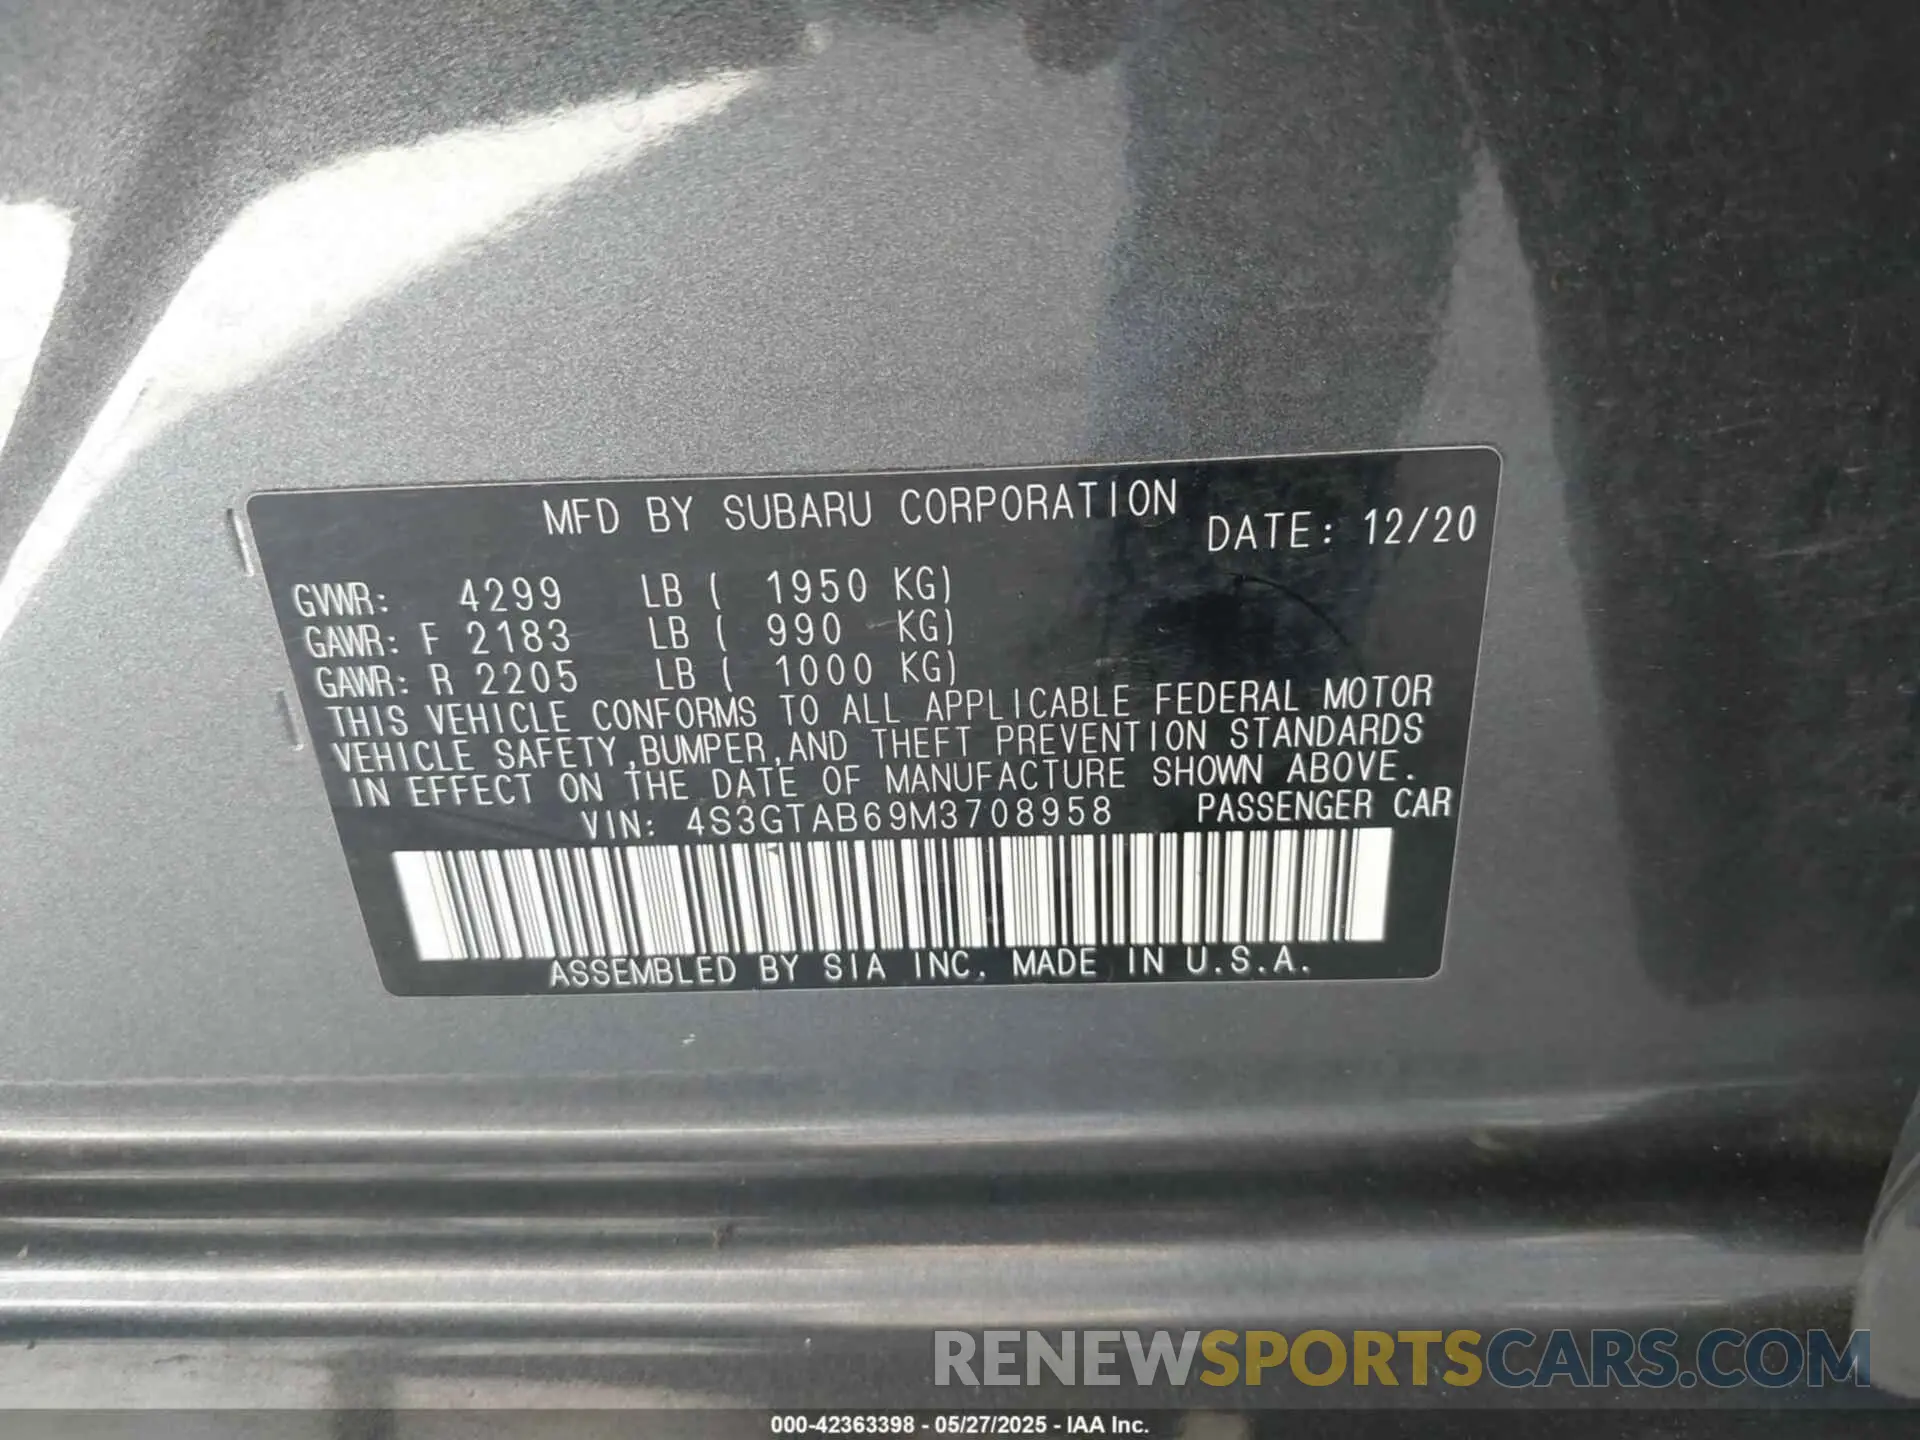 MFD BY SUBARU CORPORATION
DATE: 12/20
GVWR: 4299 LB ( 1950 KG)
GAWR: F 2183 LB ( 990 KG)
GAWR: R 2205 LB ( 1000 KG)
THIS VEHICLE CONFORMS TO ALL APPLICABLE FEDERAL MOTOR
VEHICLE SAFETY,BUMPER,AND THEFT PREVENTION STANDARDS
IN EFFECT ON THE DATE OF MANUFACTURE SHOWN ABOVE.
VIN: 4S3GTAB69M3708958 PASSENGER CAR
ASSEMBLED BY SIA INC. MADE IN U.S.A.
RENEWSPORTSCARS.COM
000-42363398 - 05/27/2025 - IAA Inc.